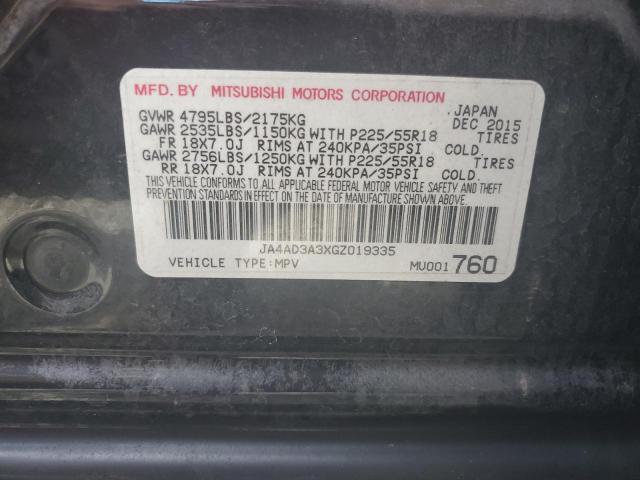 MFD. BY MITSUBISHI MOTORS CORPORATION
GVWR 4795LBS/2175KG JAPAN DEC 2015
GAWR 2535LBS/1150KG WITH P225/55R18 TIRES
FR 18X7.0J RIMS AT 240KPA/35PSI COLD.
GAWR 2756LBS/1250KG WITH P225/55R18 TIRES
RR 18X7.0J RIMS AT 240KPA/35PSI COLD.
THIS VEHICLE CONFORMS TO ALL APPLICABLE FEDERAL MOTOR VEHICLE SAFETY AND THEFT
PREVENTION STANDARDS IN EFFECT ON THE DATE OF MANUFACTURE SHOWN ABOVE.
JA4AD3A3XGZ019335
VEHICLE TYPE:MPV MU001760